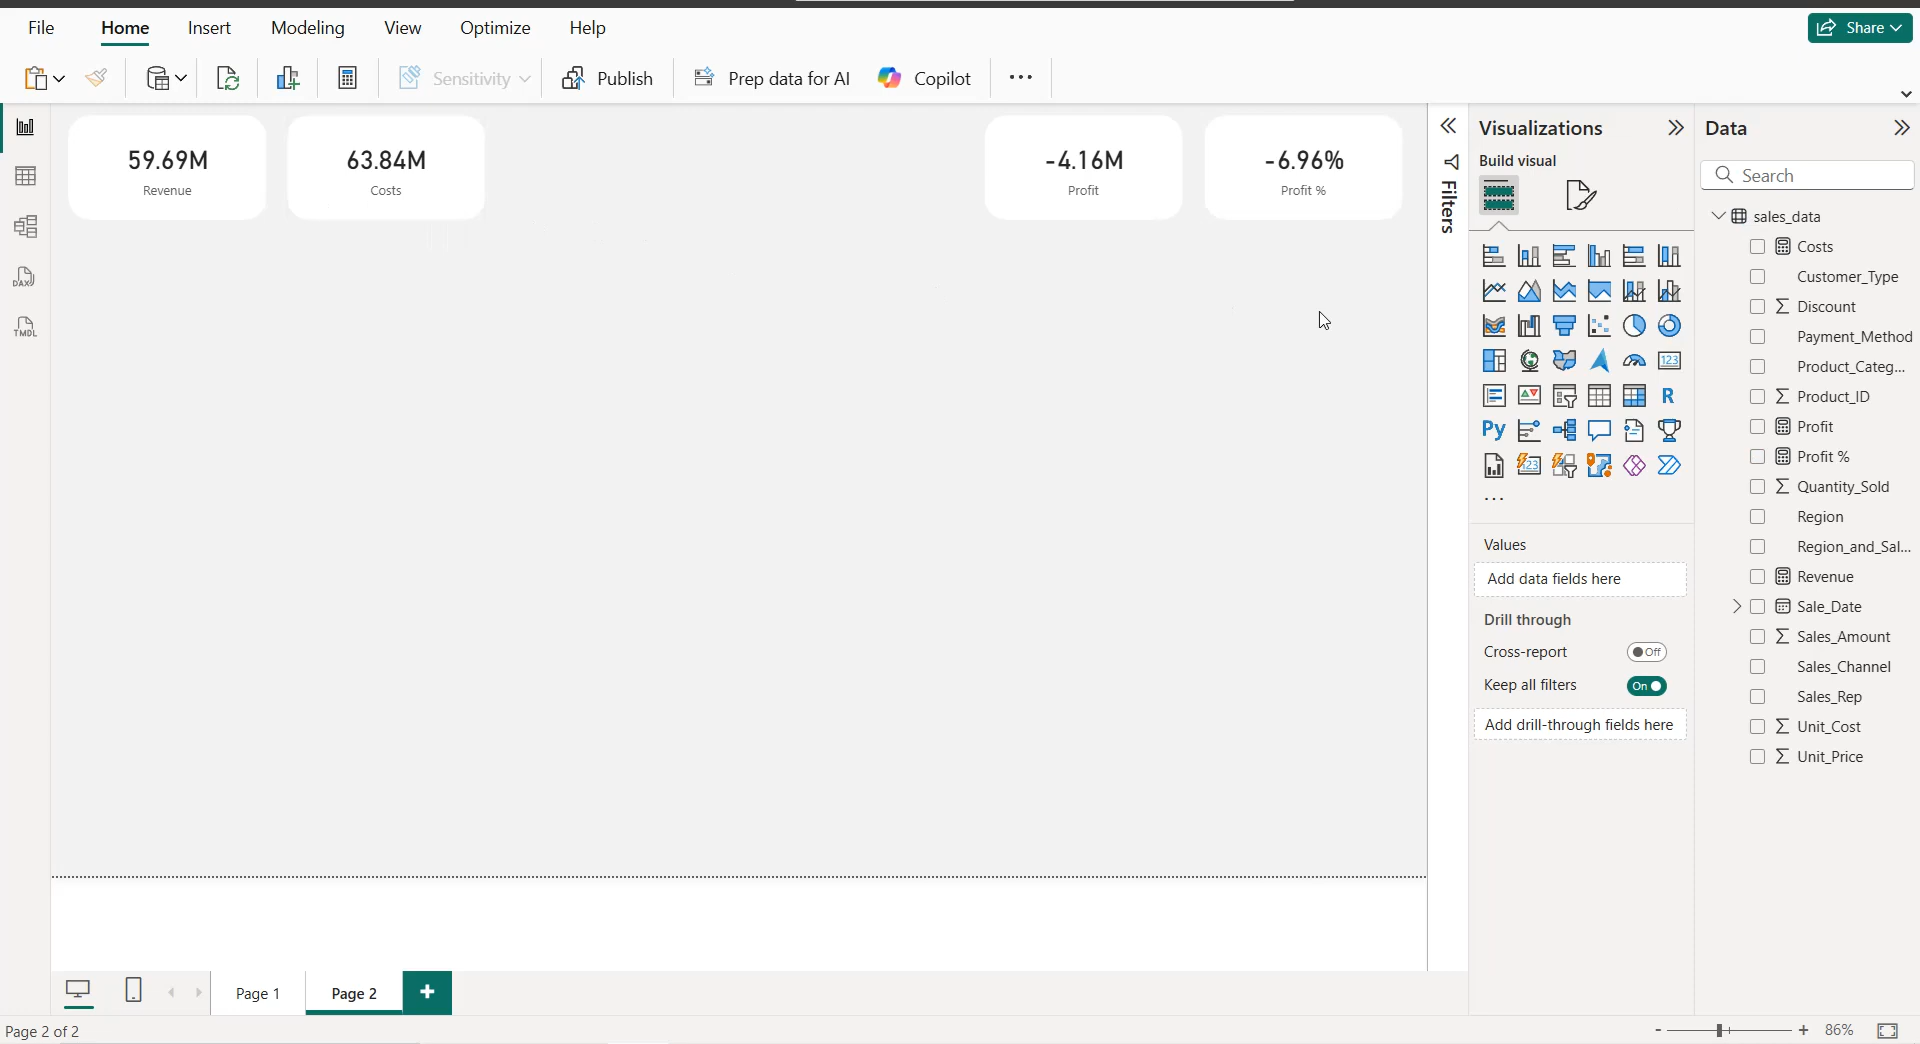 File Home Insert Modeling View Optimize Help Share
Sensitivity Publish Prep data for AI Copilot ...
59.69M
Revenue
63.84M
Costs
-4.16M
Profit
-6.96%
Profit %
DAX
TMDL
Filters
Visualizations
Build visual
123
R
Py
123
...
Values
Add data fields here
Drill through
Cross-report Off
Keep all filters On
Add drill-through fields here
Data
Search
sales_data
Costs
Customer_Type
Discount
Payment_Method
Product_Categ...
Product_ID
Profit
Profit %
Quantity_Sold
Region
Region_and_Sal...
Revenue
Sale_Date
Sales_Amount
Sales_Channel
Sales_Rep
Unit_Cost
Unit_Price
Page 1 Page 2 +
Page 2 of 2
- + 86%